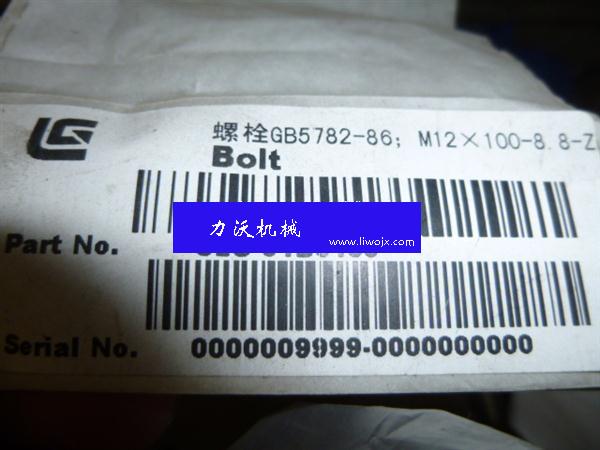 螺栓GB5782-86; M12×100-8.8-Z
Bolt
力沃机械
www.liwojx.com
Part No.
Serial No. 0000009999-0000000000